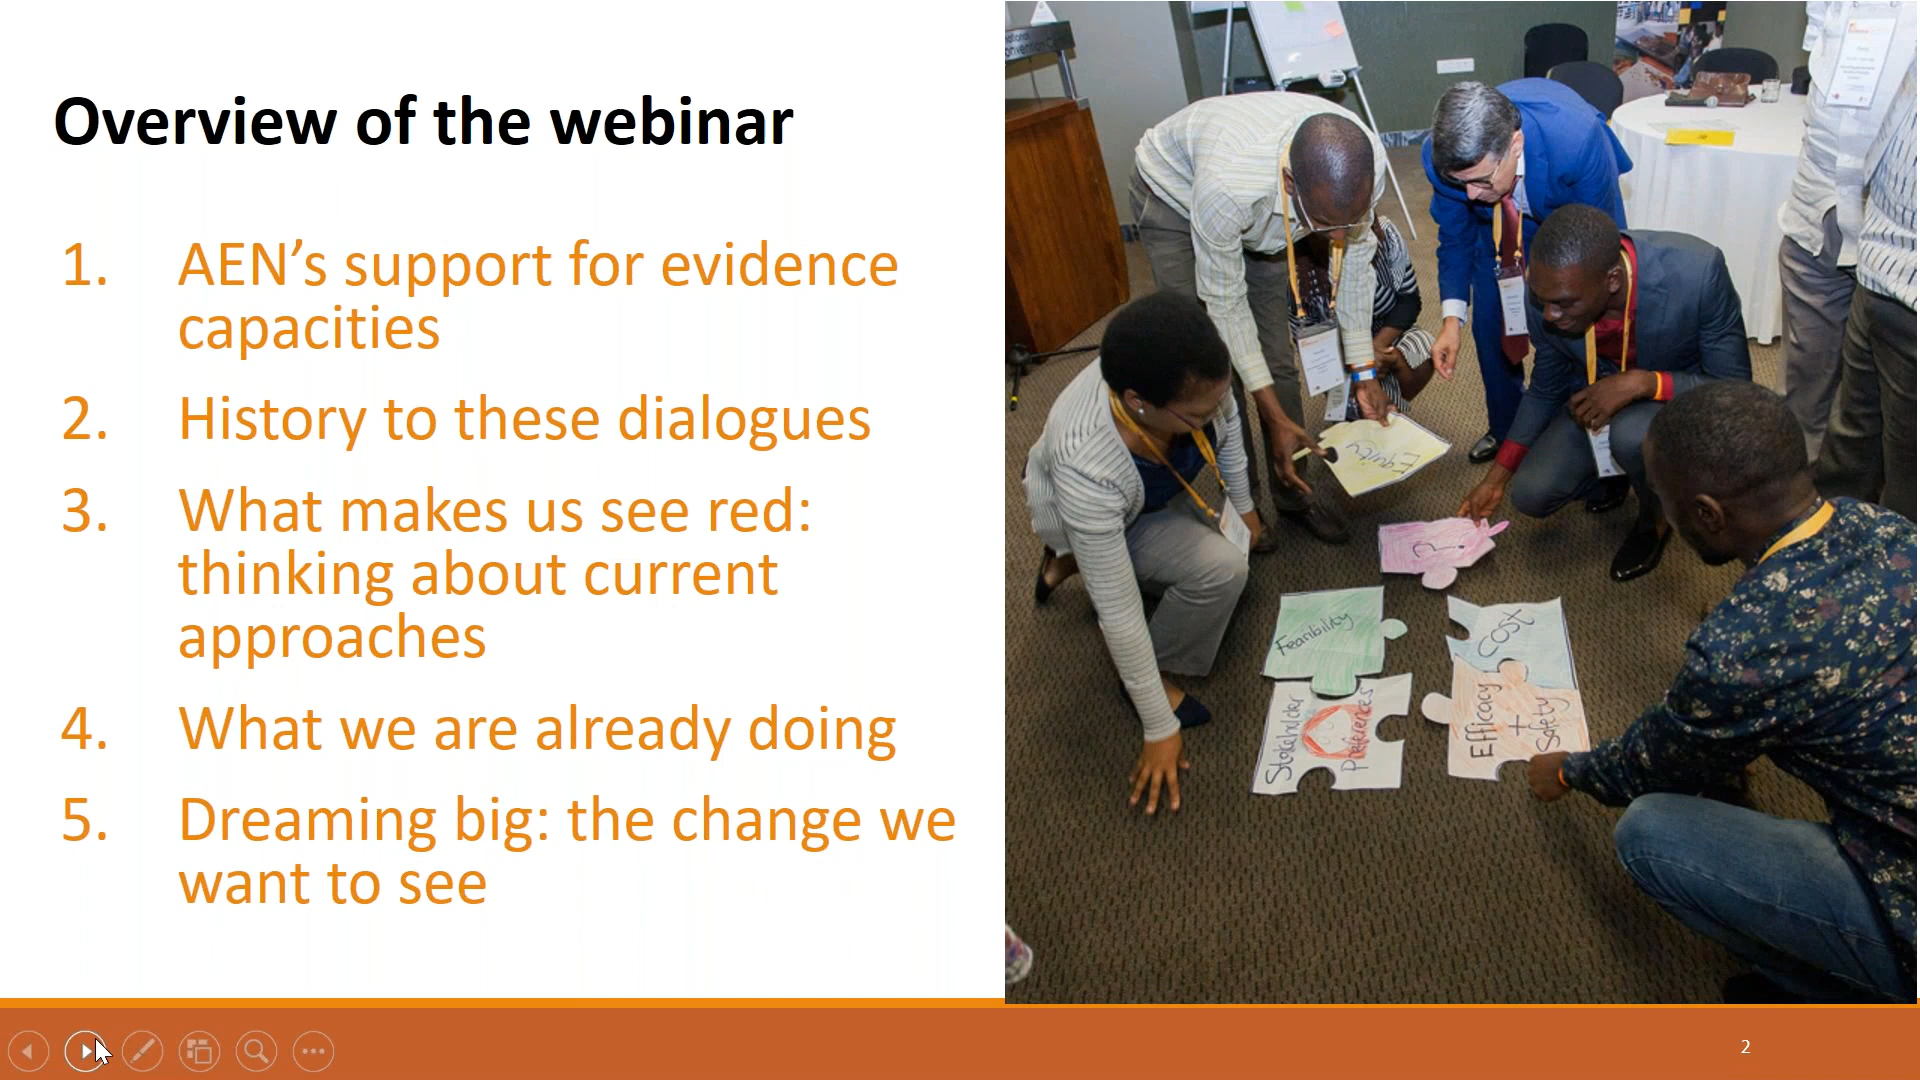 Overview of the webinar
1. AEN’s support for evidence
capacities
2. History to these dialogues
3. What makes us see red:
thinking about current
approaches
4. What we are already doing
5. Dreaming big: the change we
want to see
Equity
?
Feasibility
Cost
Stakeholder
Preferences
Efficacy
+
Safety
2